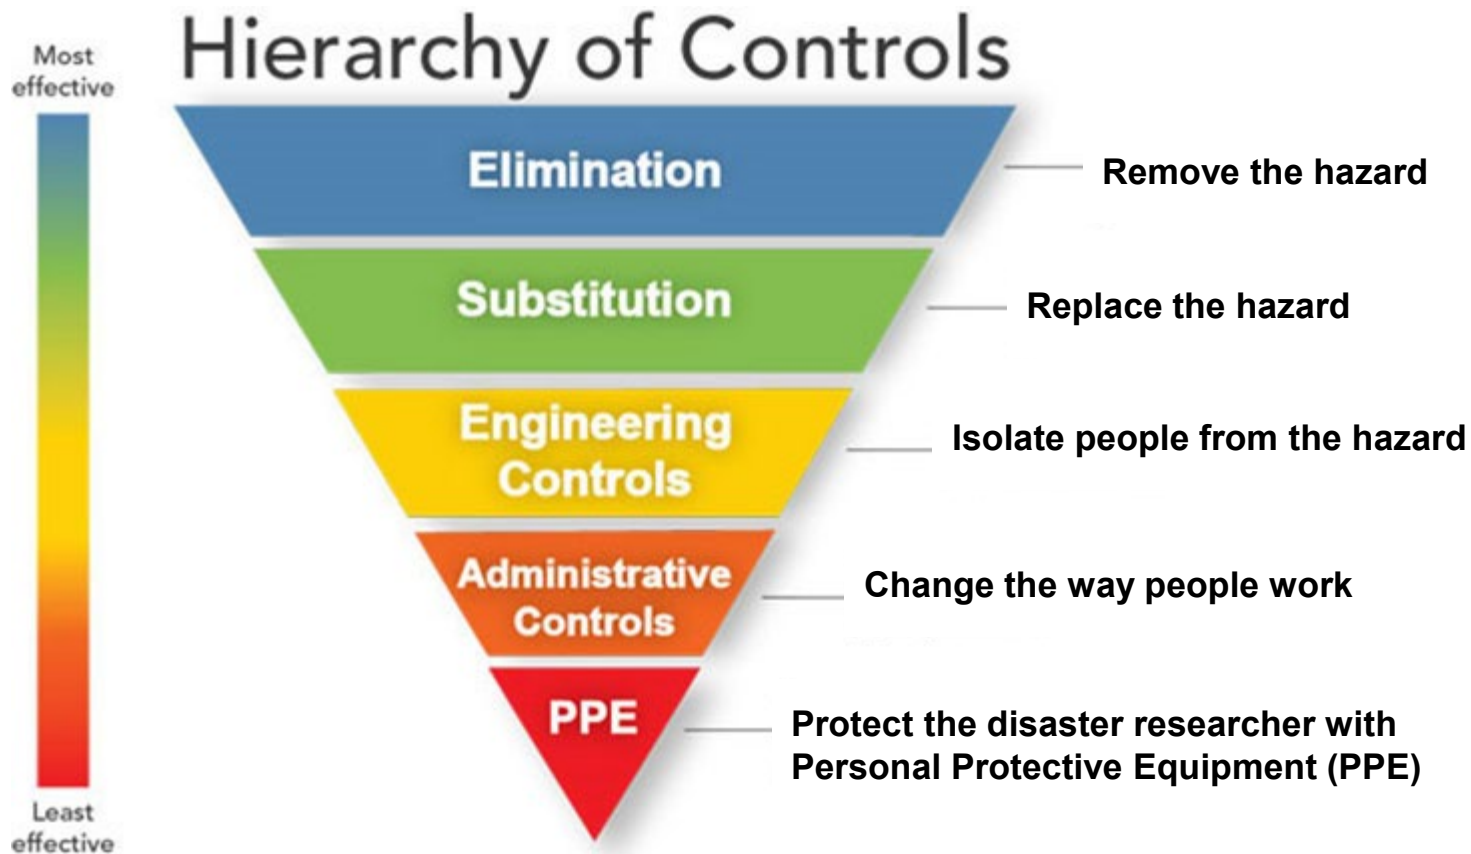 Hierarchy of Controls
Most
effective
Elimination
Remove the hazard
Substitution
Replace the hazard
Engineering
Controls
Isolate people from the hazard
Administrative
Controls
Change the way people work
PPE
Protect the disaster researcher with
Personal Protective Equipment (PPE)
Least
effective